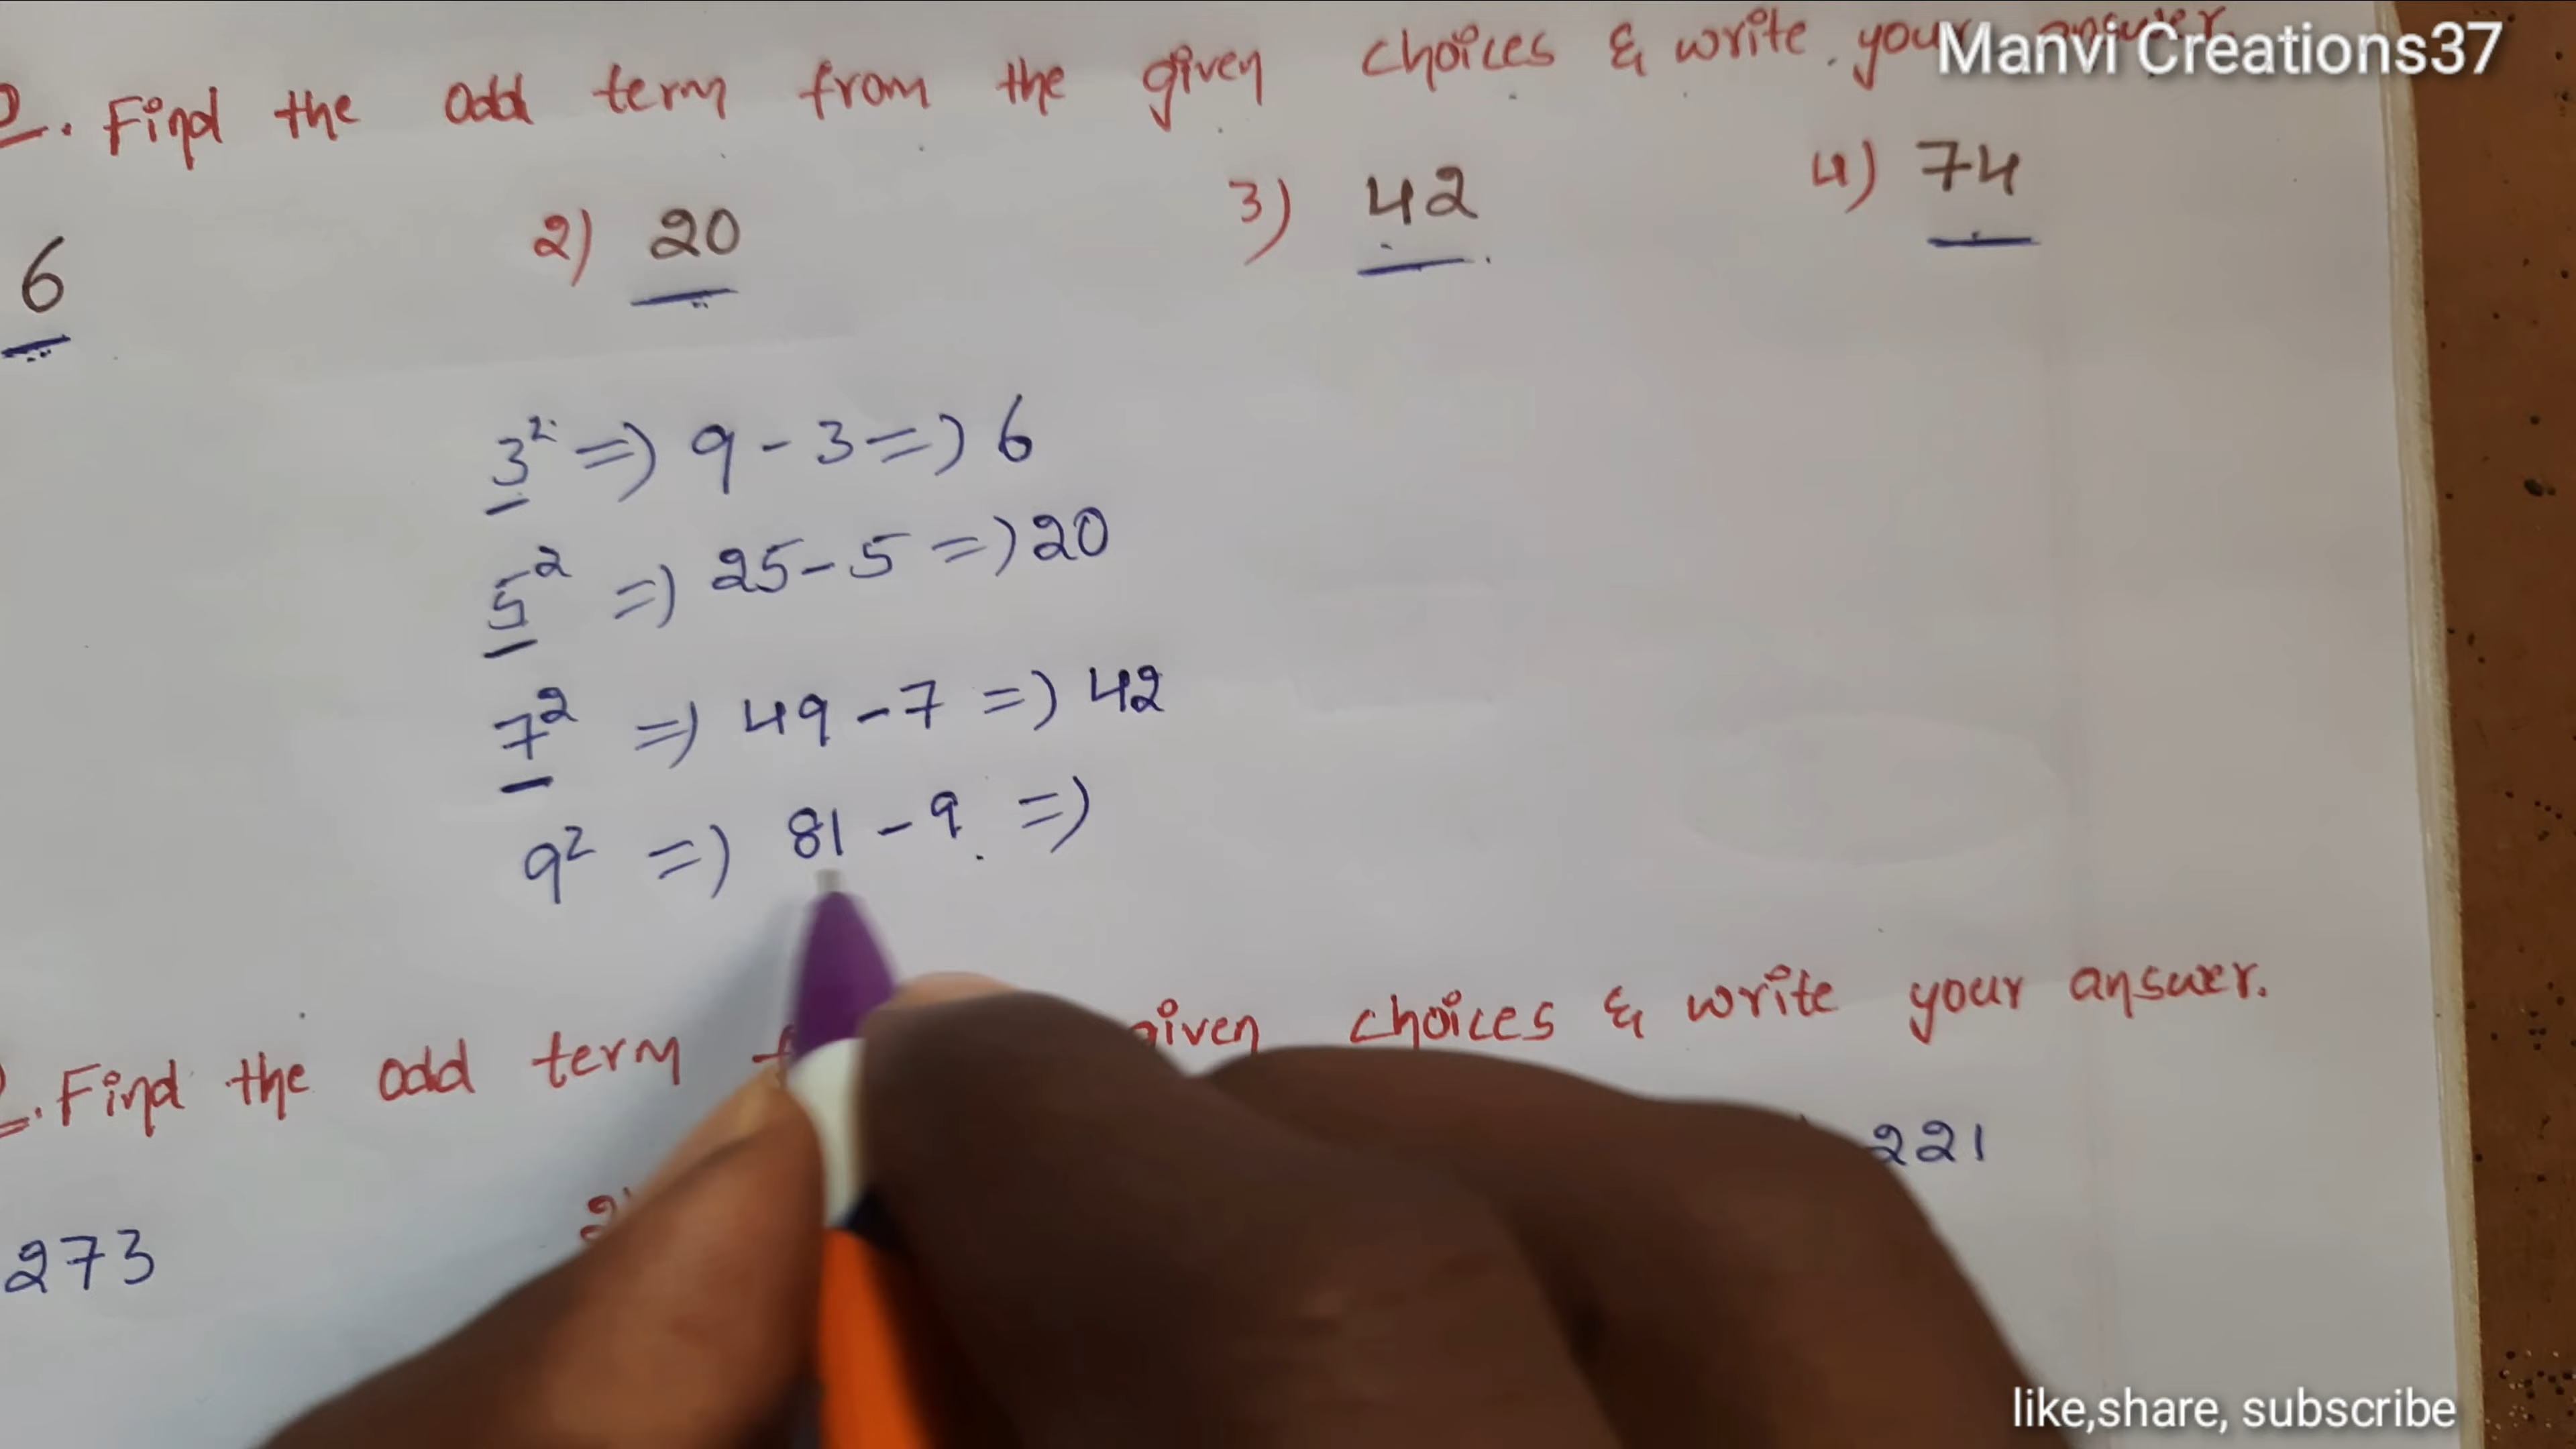 Manvi Creations37
. Find the odd term from the given choices & write your answer.
6 2) 20 3) 42 4) 74
3² => 9 - 3 => 6
5² => 25 - 5 => 20
7² => 49 - 7 => 42
9² => 81 - 9 =>
. Find the odd term given choices & write your answer.
273 221
like,share, subscribe